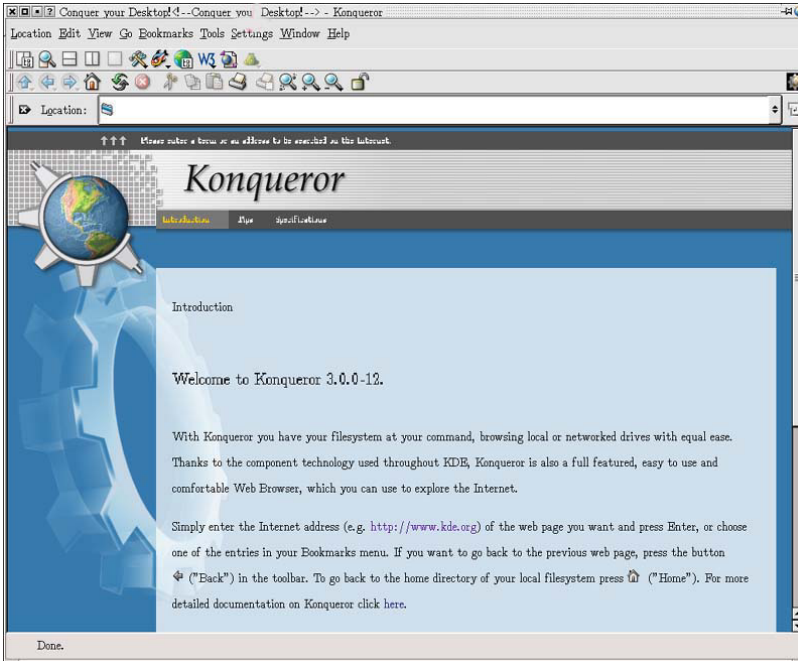 Conquer your Desktop!<!--Conquer you Desktop!--> - Konqueror
Location Edit View Go Bookmarks Tools Settings Window Help
Location:
Please enter a term or an address to be searched on the Internet.
Konqueror
Introduction Tips Specifications
Introduction
Welcome to Konqueror 3.0.0-12.
With Konqueror you have your filesystem at your command, browsing local or networked drives with equal ease.
Thanks to the component technology used throughout KDE, Konqueror is also a full featured, easy to use and
comfortable Web Browser, which you can use to explore the Internet.
Simply enter the Internet address (e.g. http://www.kde.org) of the web page you want and press Enter, or choose
one of the entries in your Bookmarks menu. If you want to go back to the previous web page, press the button
("Back") in the toolbar. To go back to the home directory of your local filesystem press ("Home"). For more
detailed documentation on Konqueror click here.
Done.